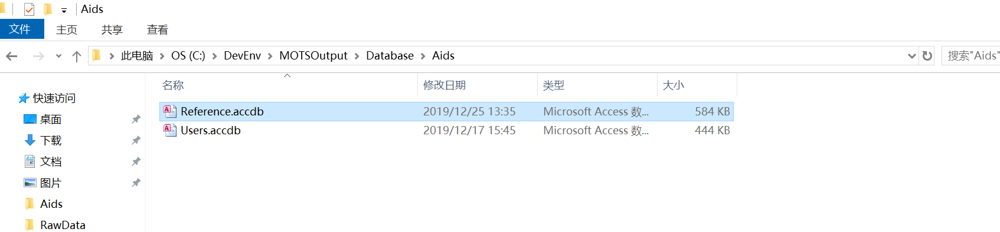 Aids
文件 主页 共享 查看
此电脑 OS (C:) DevEnv MOTSOutput Database Aids 搜索"Aids"
名称 修改日期 类型 大小
快速访问
桌面
下载
文档
图片
Aids
RawData
Reference.accdb 2019/12/25 13:35 Microsoft Access 数... 584 KB
Users.accdb 2019/12/17 15:45 Microsoft Access 数... 444 KB